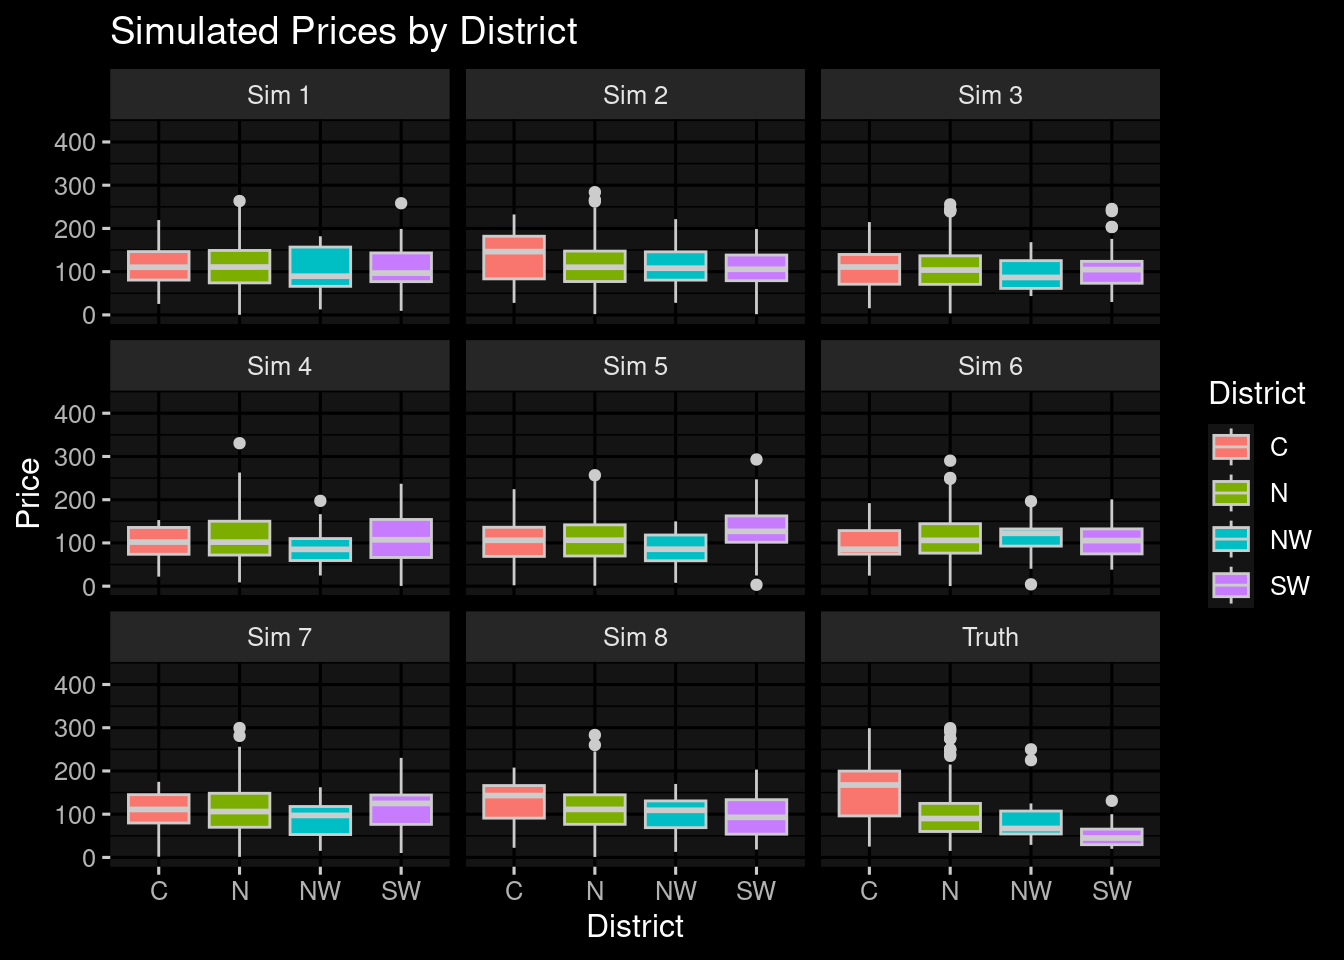 Simulated Prices by District
Sim 1
Sim 2
Sim 3
400
300
200
100
0
Sim 4
Sim 5
Sim 6
400
300
200
100
0
Sim 7
Sim 8
Truth
400
300
200
100
0
C N NW SW
C N NW SW
C N NW SW
District
Price
District
C
N
NW
SW